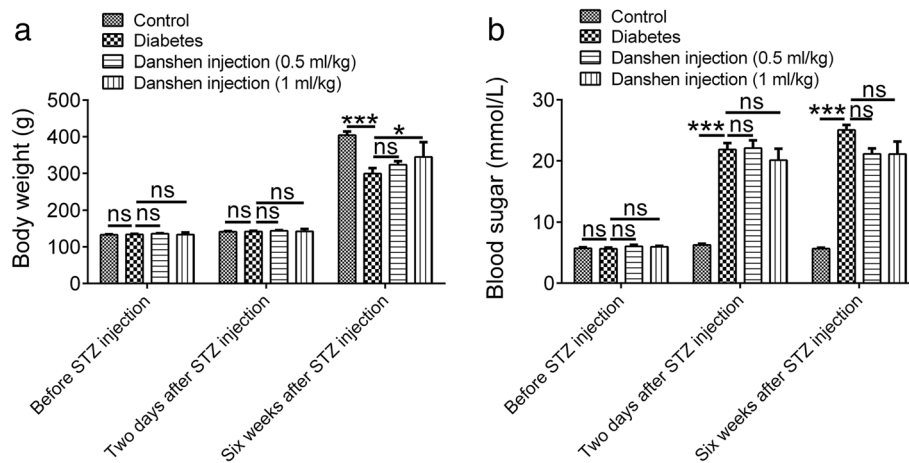 a
Control
Diabetes
Danshen injection (0.5 ml/kg)
Danshen injection (1 ml/kg)
Body weight (g)
500
400
300
200
100
0
ns
ns
ns
ns
ns
ns
***
*
ns
Before STZ injection
Two days after STZ injection
Six weeks after STZ injection
b
Control
Diabetes
Danshen injection (0.5 ml/kg)
Danshen injection (1 ml/kg)
Blood sugar (mmol/L)
30
20
10
0
ns
ns
ns
ns
***
ns
ns
***
ns
Before STZ injection
Two days after STZ injection
Six weeks after STZ injection